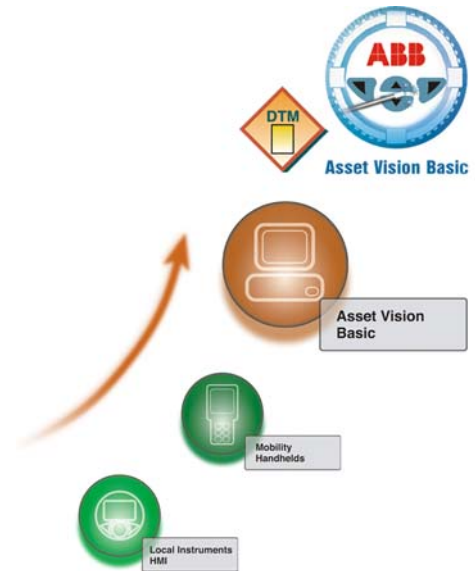 ABB
DTM
Asset Vision Basic
Asset Vision
Basic
Mobility
Handhelds
Local Instruments
HMI